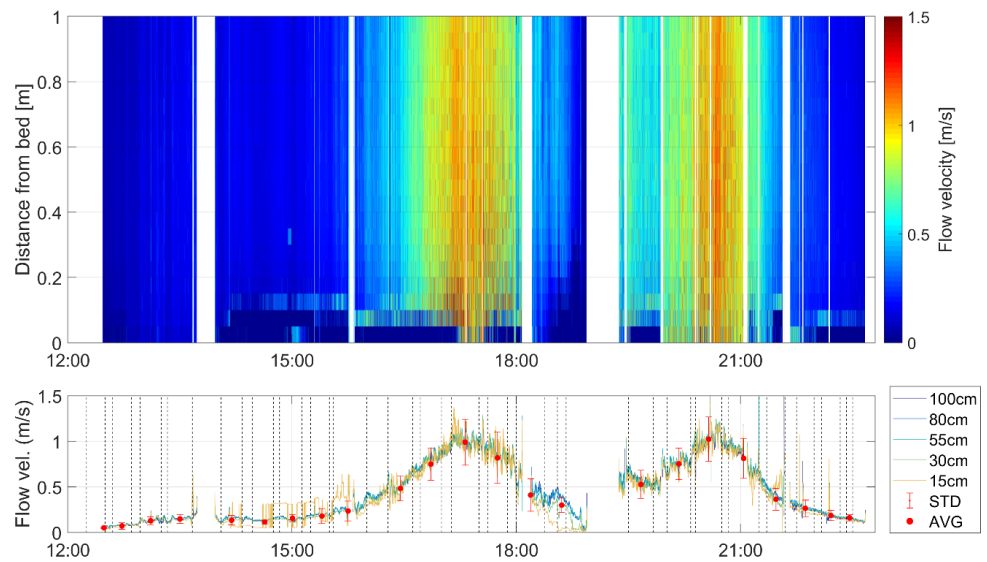 1
0.8
0.6
0.4
0.2
0
Distance from bed [m]
12:00 15:00 18:00 21:00
1.5
1
0.5
0
Flow velocity [m/s]
1.5
1
0.5
0
Flow vel. (m/s)
12:00 15:00 18:00 21:00
100cm
80cm
55cm
30cm
15cm
STD
AVG